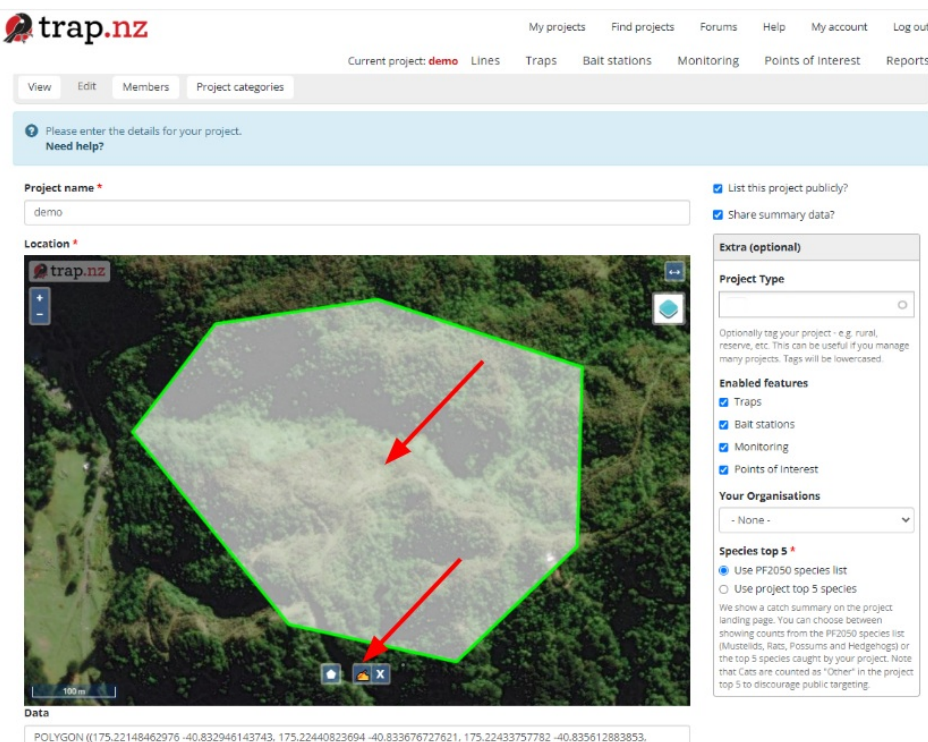 trap.nz
My projects Find projects Forums Help My account Log out
Current project: demo Lines Traps Bait stations Monitoring Points of Interest Reports
View Edit Members Project categories
Please enter the details for your project.
Need help?
Project name *
demo
Location *
trap.nz
+
-
100 m
X
Data
POLYGON ((175.22148462976 -40.832946143743, 175.22440823694 -40.833676727621, 175.22433757782 -40.835612883853,
List this project publicly?
Share summary data?
Extra (optional)
Project Type
Optionally tag your project - e.g. rural,
reserve, etc. This can be useful if you manage
many projects. Tags will be lowercased.
Enabled features
Traps
Bait stations
Monitoring
Points of Interest
Your Organisations
- None -
Species top 5 *
Use PF2050 species list
Use project top 5 species
We show a catch summary on the project
landing page. You can choose between
showing counts from the PF2050 species list
(Mustelids, Rats, Possums and Hedgehogs) or
the top 5 species caught by your project. Note
that Cats are counted as "Other" in the project
top 5 to discourage public targeting.